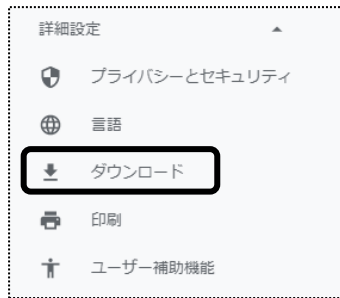 詳細設定
プライバシーとセキュリティ
言語
ダウンロード
印刷
ユーザー補助機能